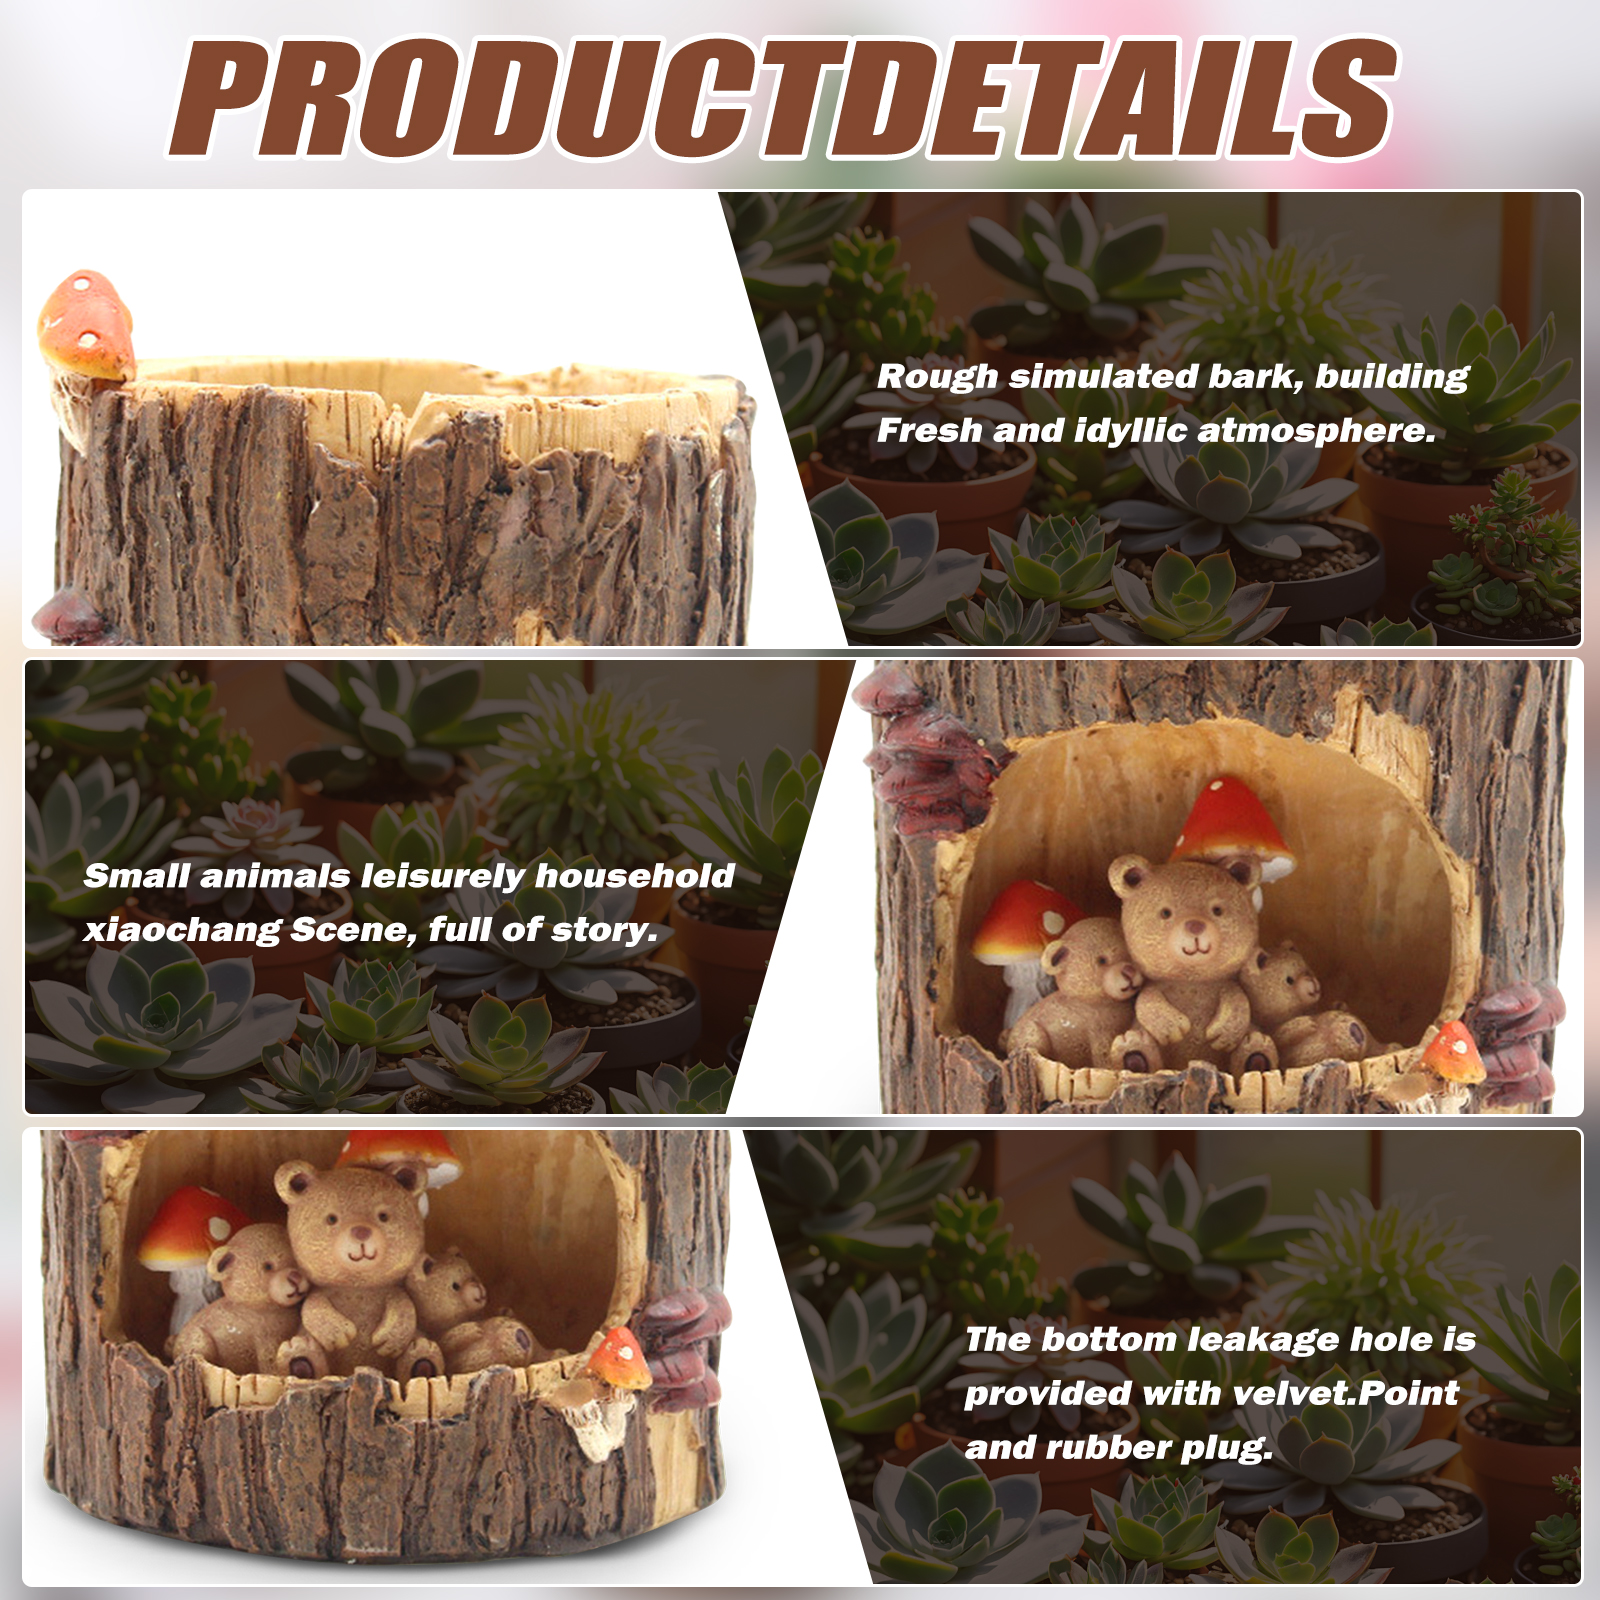 PRODUCTDETAILS
Rough simulated bark, building
Fresh and idyllic atmosphere.
Small animals leisurely household
xiaochang Scene, full of story.
The bottom leakage hole is
provided with velvet.Point
and rubber plug.